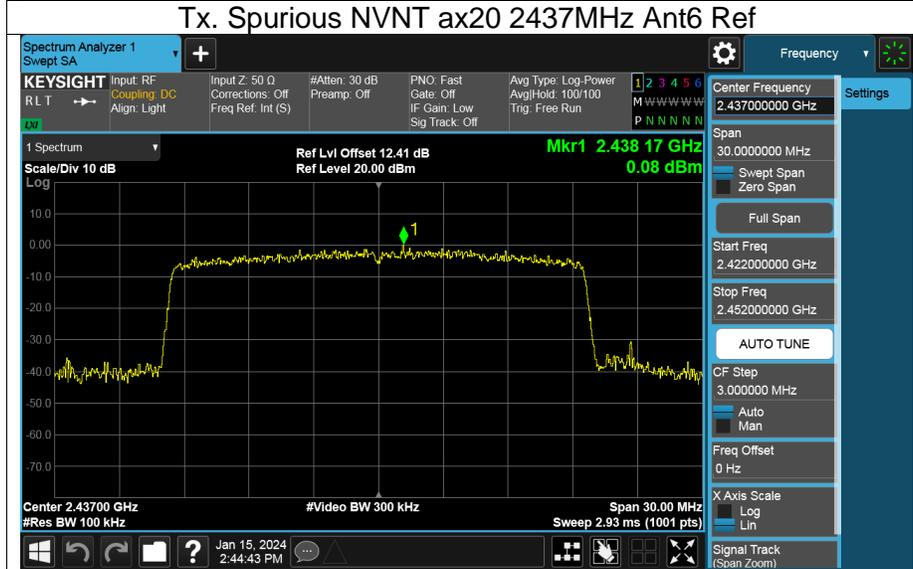 Tx. Spurious NVNT ax20 2437MHz Ant6 Ref
Spectrum Analyzer 1
Swept SA
+
Frequency
KEYSIGHT
RLT
LXI
Input: RF
Coupling: DC
Align: Light
Input Z: 50 Ω
Corrections: Off
Freq Ref: Int (S)
#Atten: 30 dB
Preamp: Off
PNO: Fast
Gate: Off
IF Gain: Low
Sig Track: Off
Avg Type: Log-Power
Avg|Hold: 100/100
Trig: Free Run
1 2 3 4 5 6
M W W W W W
P N N N N N
1 Spectrum
Scale/Div 10 dB
Ref Lvl Offset 12.41 dB
Ref Level 20.00 dBm
Mkr1 2.438 17 GHz
0.08 dBm
Log
10.0
0.00
-10.0
-20.0
-30.0
-40.0
-50.0
-60.0
-70.0
1
Center 2.43700 GHz
#Res BW 100 kHz
#Video BW 300 kHz
Span 30.00 MHz
Sweep 2.93 ms (1001 pts)
Center Frequency
2.437000000 GHz
Settings
Span
30.0000000 MHz
Swept Span
Zero Span
Full Span
Start Freq
2.422000000 GHz
Stop Freq
2.452000000 GHz
AUTO TUNE
CF Step
3.000000 MHz
Auto
Man
Freq Offset
0 Hz
X Axis Scale
Log
Lin
Signal Track
(Span Zoom)
?
Jan 15, 2024
2:44:43 PM